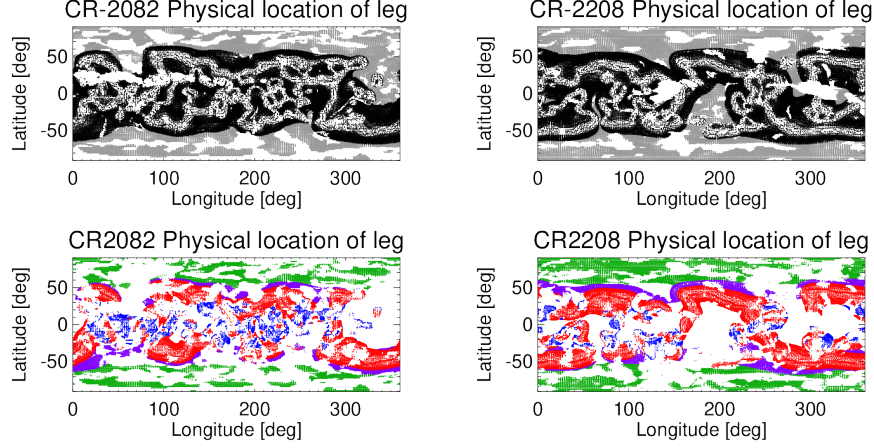 CR-2082 Physical location of leg
CR-2208 Physical location of leg
Latitude [deg]
50
0
-50
0
100
200
300
Longitude [deg]
Latitude [deg]
50
0
-50
0
100
200
300
Longitude [deg]
CR2082 Physical location of leg
CR2208 Physical location of leg
Latitude [deg]
50
0
-50
0
100
200
300
Longitude [deg]
Latitude [deg]
50
0
-50
0
100
200
300
Longitude [deg]